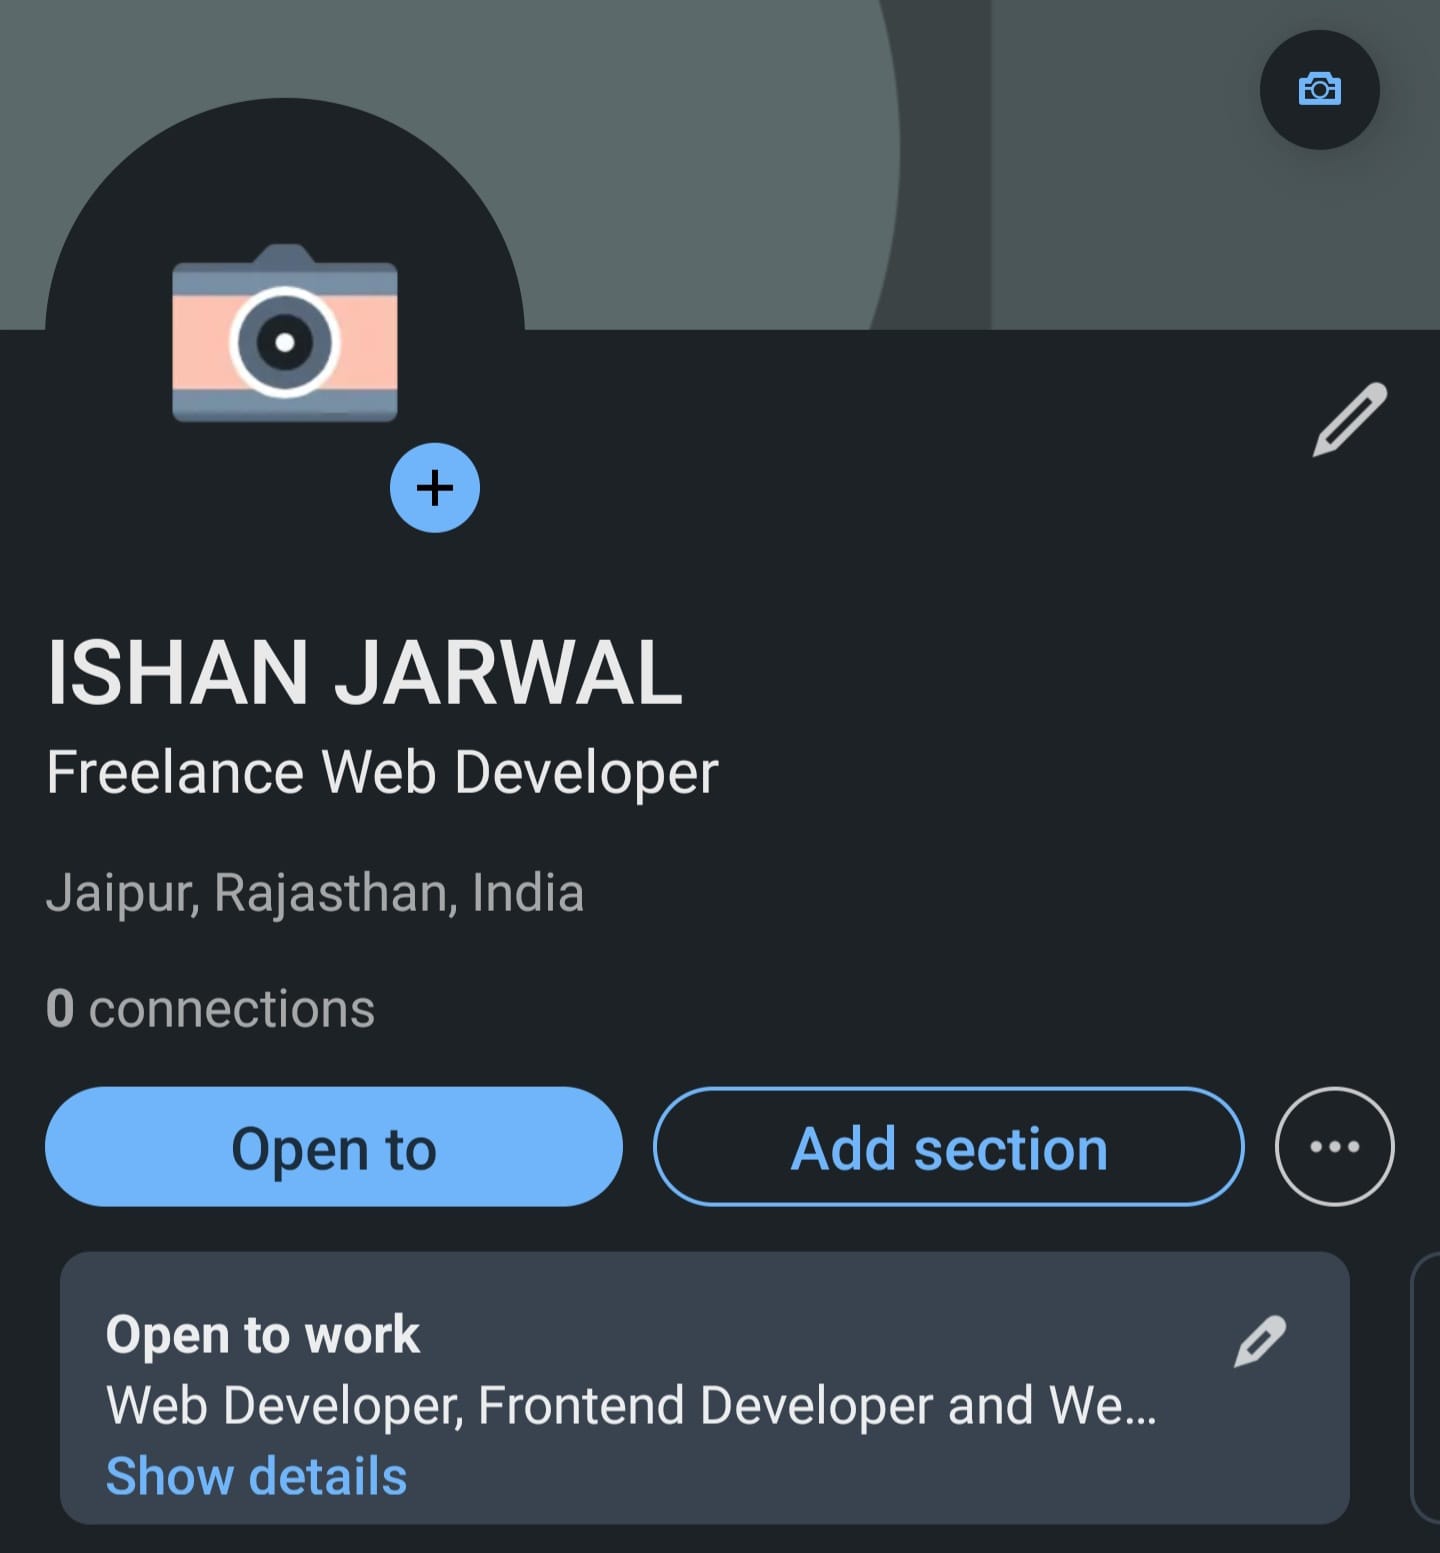 ISHAN JARWAL
Freelance Web Developer
Jaipur, Rajasthan, India
0 connections
Open to
Add section
Open to work
Web Developer, Frontend Developer and We...
Show details